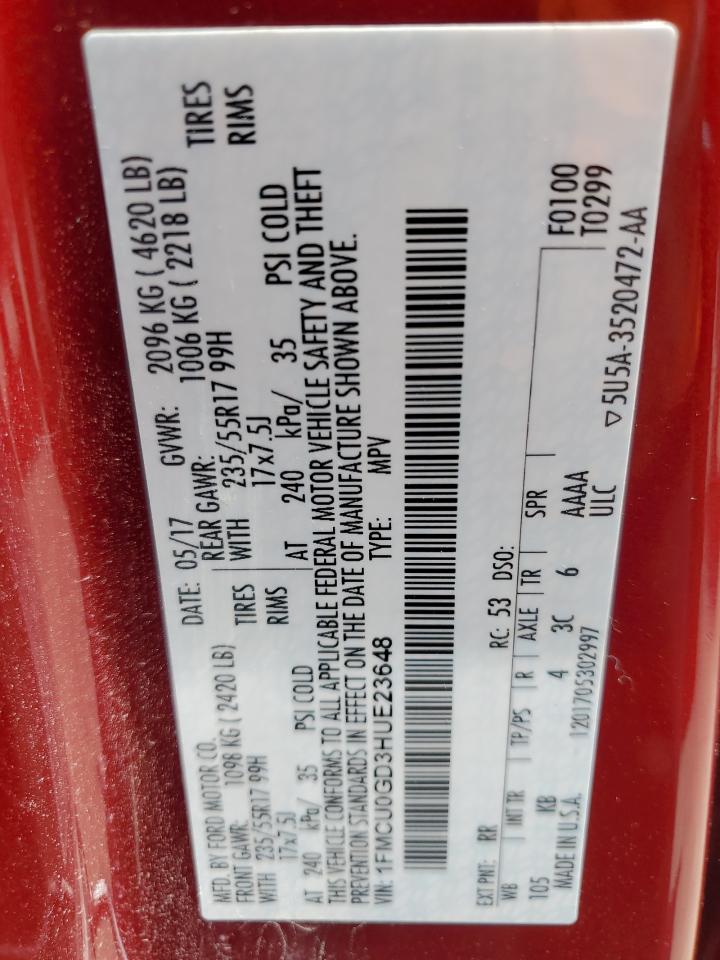 MFD. BY FORD MOTOR CO. DATE: 05/17 GVWR: 2096 KG ( 4620 LB)
FRONT GAWR: 1098 KG ( 2420 LB) REAR GAWR: 1006 KG ( 2218 LB)
WITH 235/55R17 99H TIRES WITH 235/55R17 99H TIRES
17x7.5J RIMS 17x7.5J RIMS
AT 240 kPa/ 35 PSI COLD AT 240 kPa/ 35 PSI COLD
THIS VEHICLE CONFORMS TO ALL APPLICABLE FEDERAL MOTOR VEHICLE SAFETY AND THEFT
PREVENTION STANDARDS IN EFFECT ON THE DATE OF MANUFACTURE SHOWN ABOVE.
VIN: 1FMCU0GD3HUE23648 TYPE: MPV
EXT PNT: RR RC: 53 DSO:
WB INT TR TP/PS R AXLE TR SPR F0100
105 KB 4 3C 6 AAAA T0299
MADE IN U.S.A. 1201705302997 ULC ▽5U5A-3520472-AA